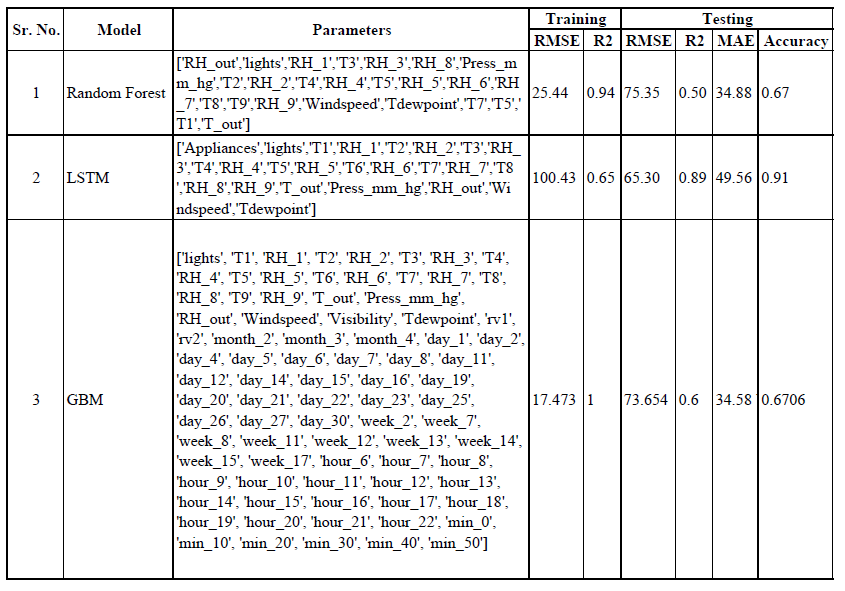 Sr. No. Model Parameters Training Testing
RMSE R2 RMSE R2 MAE Accuracy
['RH_out','lights','RH_1','T3','RH_3','RH_8','Press_m
m_hg','T2','RH_2','T4','RH_4','T5','RH_5','RH_6','RH
1 Random Forest 25.44 0.94 75.35 0.50 34.88 0.67
_7','T8','T9','RH_9','Windspeed','Tdewpoint','T7','T5','
T1','T_out']
['Appliances','lights','T1','RH_1','T2','RH_2','T3','RH_
3','T4','RH_4','T5','RH_5','T6','RH_6','T7','RH_7','T8
2 LSTM 100.43 0.65 65.30 0.89 49.56 0.91
','RH_8','RH_9','T_out','Press_mm_hg','RH_out','Wi
ndspeed','Tdewpoint']
['lights', 'T1', 'RH_1', 'T2', 'RH_2', 'T3', 'RH_3', 'T4',
'RH_4', 'T5', 'RH_5', 'T6', 'RH_6', 'T7', 'RH_7', 'T8',
'RH_8', 'T9', 'RH_9', 'T_out', 'Press_mm_hg',
'RH_out', 'Windspeed', 'Visibility', 'Tdewpoint', 'rv1',
'rv2', 'month_2', 'month_3', 'month_4', 'day_1', 'day_2',
'day_4', 'day_5', 'day_6', 'day_7', 'day_8', 'day_11',
'day_12', 'day_14', 'day_15', 'day_16', 'day_19',
3 GBM 'day_20', 'day_21', 'day_22', 'day_23', 'day_25', 17.473 1 73.654 0.6 34.58 0.6706
'day_26', 'day_27', 'day_30', 'week_2', 'week_7',
'week_8', 'week_11', 'week_12', 'week_13', 'week_14',
'week_15', 'week_17', 'hour_6', 'hour_7', 'hour_8',
'hour_9', 'hour_10', 'hour_11', 'hour_12', 'hour_13',
'hour_14', 'hour_15', 'hour_16', 'hour_17', 'hour_18',
'hour_19', 'hour_20', 'hour_21', 'hour_22', 'min_0',
'min_10', 'min_20', 'min_30', 'min_40', 'min_50']